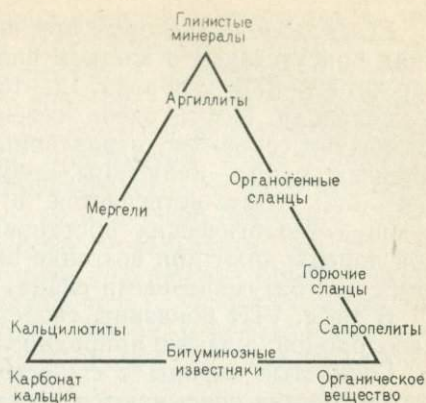 Глинистые
минералы
Аргиллиты
Органогенные
сланцы
Мергели
Горючие
сланцы
Кальцилютиты
Сапропелиты
Битуминозные
известняки
Карбонат
кальция
Органическое
вещество